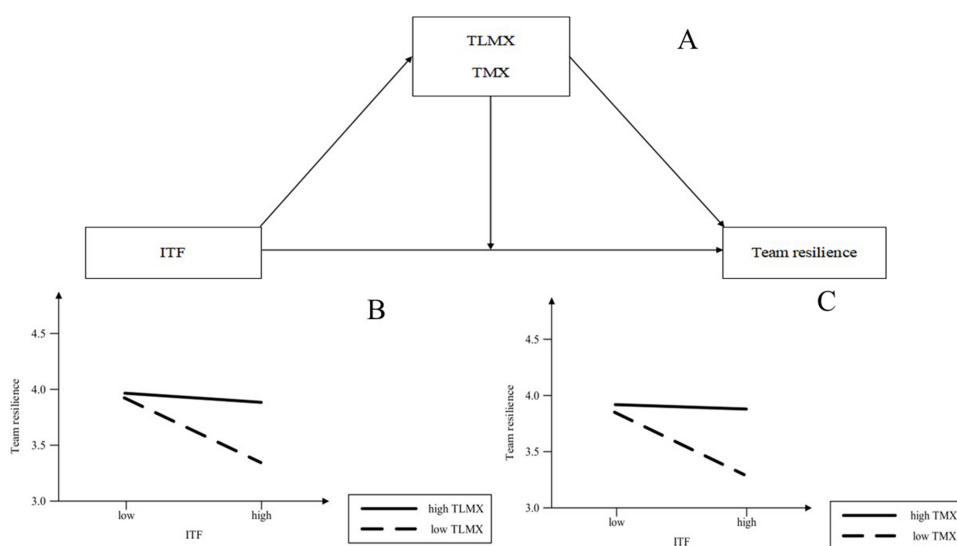 A
TLMX
TMX
ITF
Team resilience
B
4.5
4.0
3.5
3.0
Team resilience
low
high
ITF
high TLMX
low TLMX
C
4.5
4.0
3.5
3.0
Team resilience
low
high
ITF
high TMX
low TMX